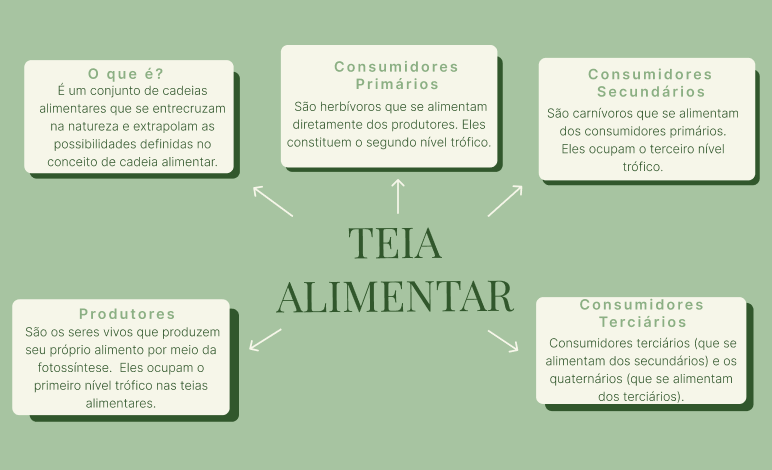 O que é?
É um conjunto de cadeias
alimentares que se entrecruzam
na natureza e extrapolam as
possibilidades definidas no
conceito de cadeia alimentar.
Consumidores
Primários
São herbívoros que se alimentam
diretamente dos produtores. Eles
constituem o segundo nível trófico.
Consumidores
Secundários
São carnívoros que se alimentam
dos consumidores primários.
Eles ocupam o terceiro nível
trófico.
TEIA
ALIMENTAR
Produtores
São os seres vivos que produzem
seu próprio alimento por meio da
fotossíntese. Eles ocupam o
primeiro nível trófico nas teias
alimentares.
Consumidores
Terciários
Consumidores terciários (que se
alimentam dos secundários) e os
quaternários (que se alimentam
dos terciários).